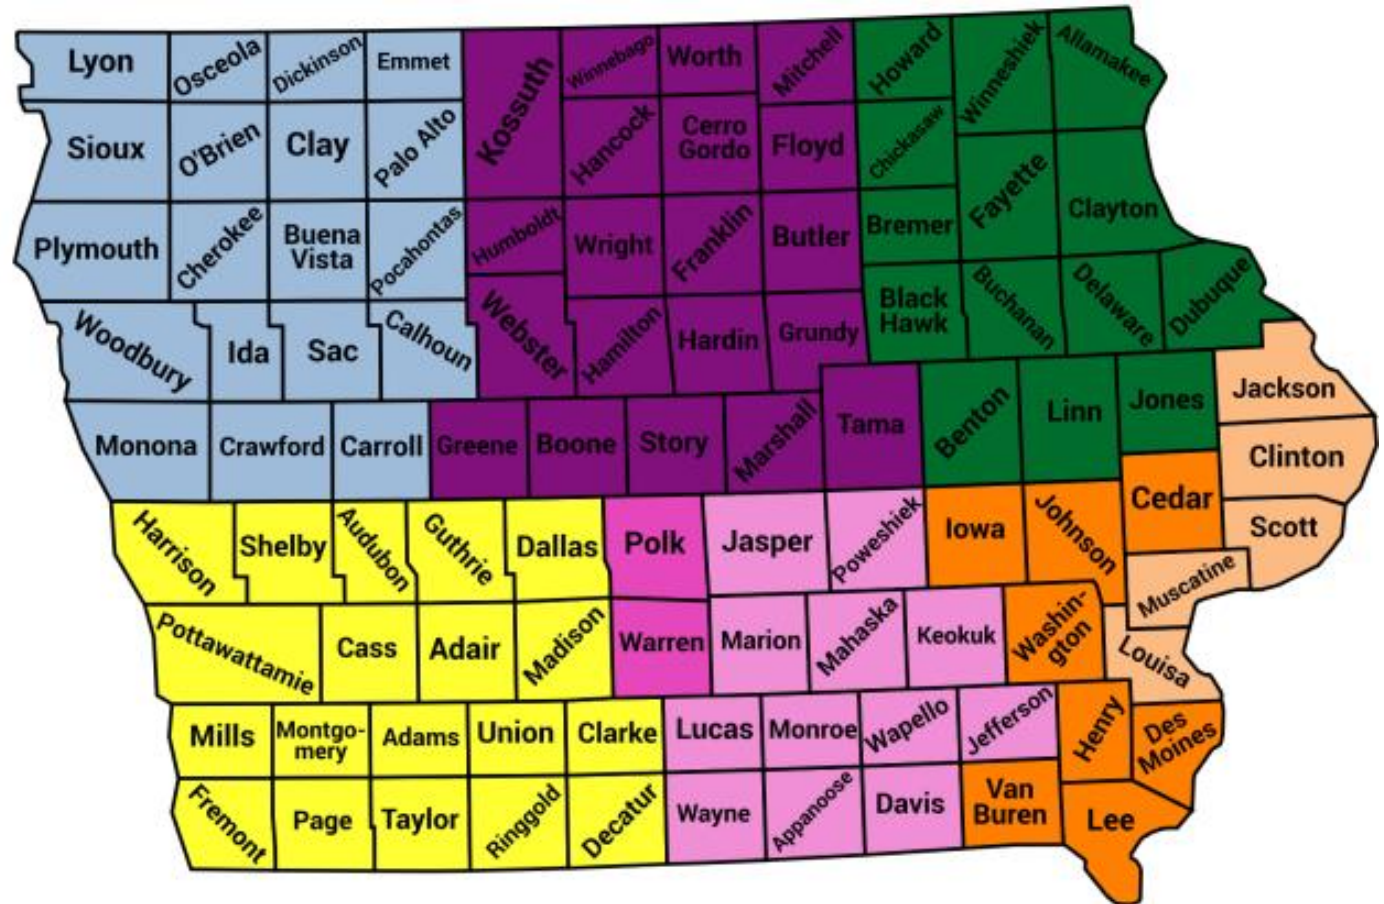 Lyon
Osceola
Dickinson
Emmet
Kossuth
Winnebago
Worth
Mitchell
Howard
Winneshiek
Allamakee
Sioux
O'Brien
Clay
Palo Alto
Hancock
Cerro
Gordo
Floyd
Chickasaw
Plymouth
Cherokee
Buena
Vista
Pocahontas
Humboldt
Wright
Franklin
Butler
Bremer
Fayette
Clayton
Woodbury
Ida
Sac
Calhoun
Webster
Hamilton
Hardin
Grundy
Black
Hawk
Buchanan
Delaware
Dubuque
Monona
Crawford
Carroll
Greene
Boone
Story
Marshall
Tama
Benton
Linn
Jones
Jackson
Clinton
Harrison
Shelby
Audubon
Guthrie
Dallas
Polk
Jasper
Poweshiek
Iowa
Johnson
Cedar
Scott
Muscatine
Pottawattamie
Cass
Adair
Madison
Warren
Marion
Mahaska
Keokuk
Washin-
gton
Louisa
Mills
Montgo-
mery
Adams
Union
Clarke
Lucas
Monroe
Wapello
Jefferson
Henry
Des
Moines
Fremont
Page
Taylor
Ringgold
Decatur
Wayne
Appanoose
Davis
Van
Buren
Lee